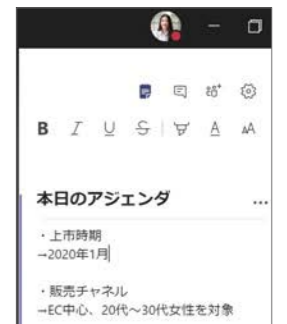 B I U S A AA
本日のアジェンダ ...
・上市時期
→2020年1月
・販売チャネル
→EC中心、20代～30代女性を対象